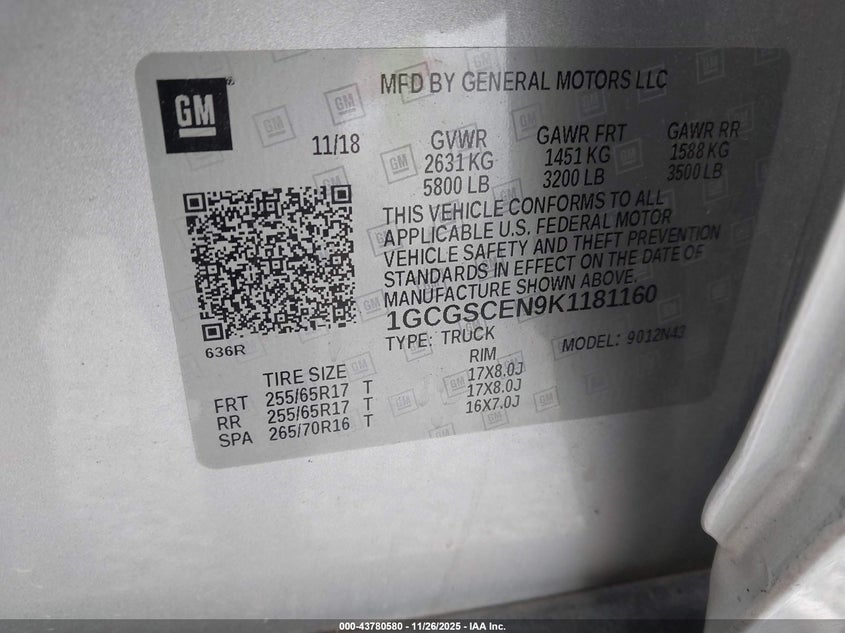 GM
MFD BY GENERAL MOTORS LLC
11/18
GVWR GAWR FRT GAWR RR
2631 KG 1451 KG 1588 KG
5800 LB 3200 LB 3500 LB
THIS VEHICLE CONFORMS TO ALL
APPLICABLE U.S. FEDERAL MOTOR
VEHICLE SAFETY AND THEFT PREVENTION
STANDARDS IN EFFECT ON THE DATE OF
MANUFACTURE SHOWN ABOVE.
1GCGSCEN9K1181160
636R
TYPE: TRUCK MODEL: 9012N43
TIRE SIZE RIM
FRT 255/65R17 T 17X8.0J
RR 255/65R17 T 17X8.0J
SPA 265/70R16 T 16X7.0J
000-43780580 - 11/26/2025 - IAA Inc.